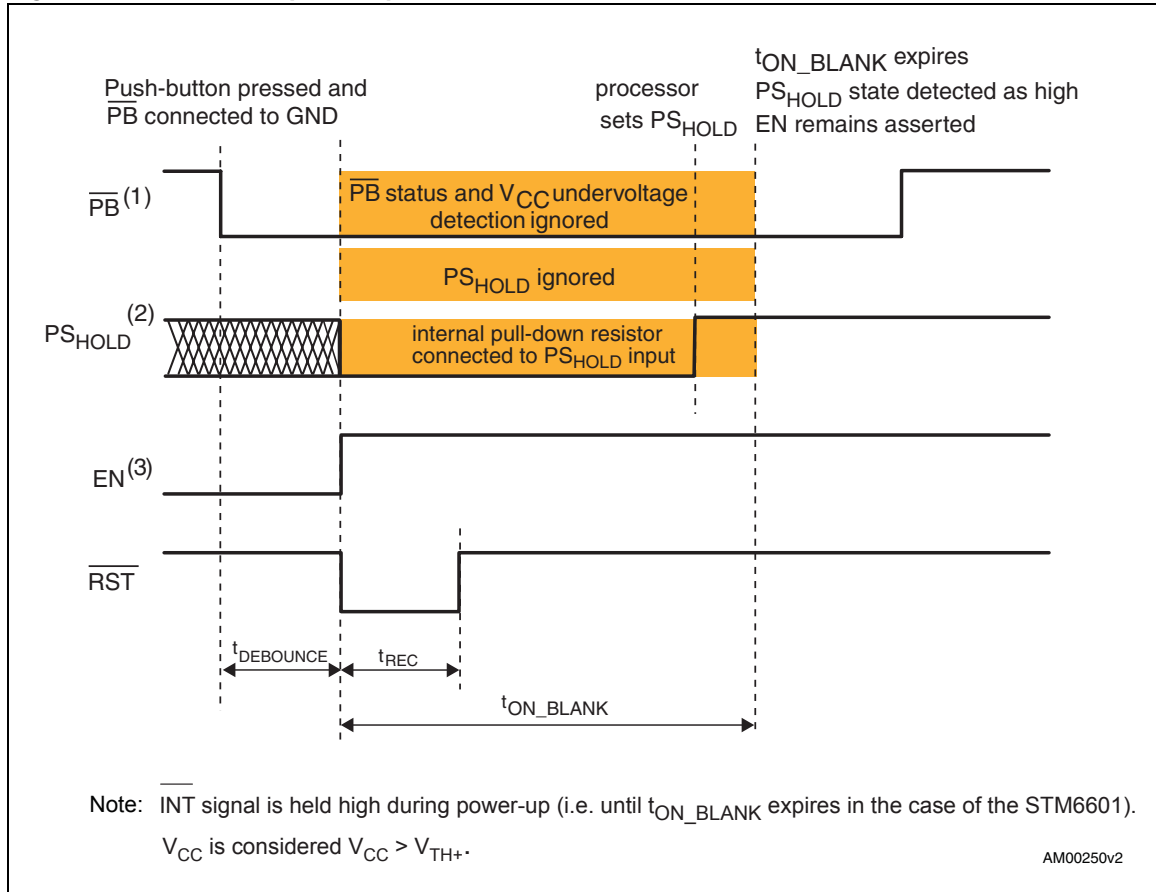 Push-button pressed and
PB connected to GND
processor
sets PSHOLD
tON_BLANK expires
PSHOLD state detected as high
EN remains asserted
PB(1)
PB status and VCC undervoltage
detection ignored
PSHOLD ignored
PSHOLD(2)
internal pull-down resistor
connected to PSHOLD input
EN(3)
RST
tDEBOUNCE
tREC
tON_BLANK
Note: INT signal is held high during power-up (i.e. until tON_BLANK expires in the case of the STM6601).
VCC is considered VCC > VTH+.
AM00250v2